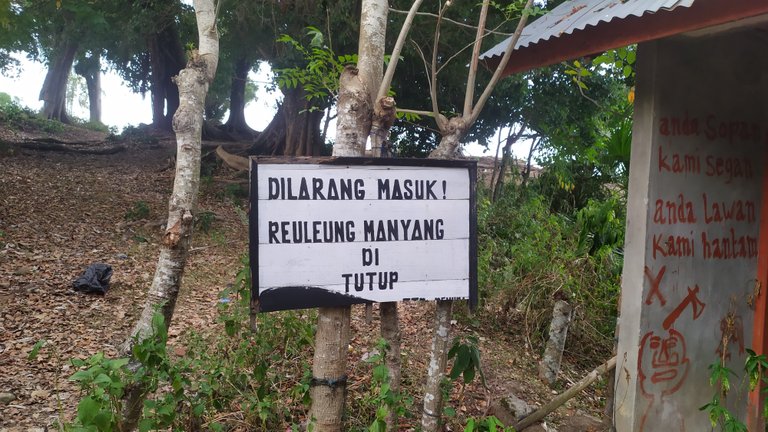 DILARANG MASUK!
REULEUNG MANYANG
DI
TUTUP
anda Sopan
kami segan
anda Lawan
kami hantam
X